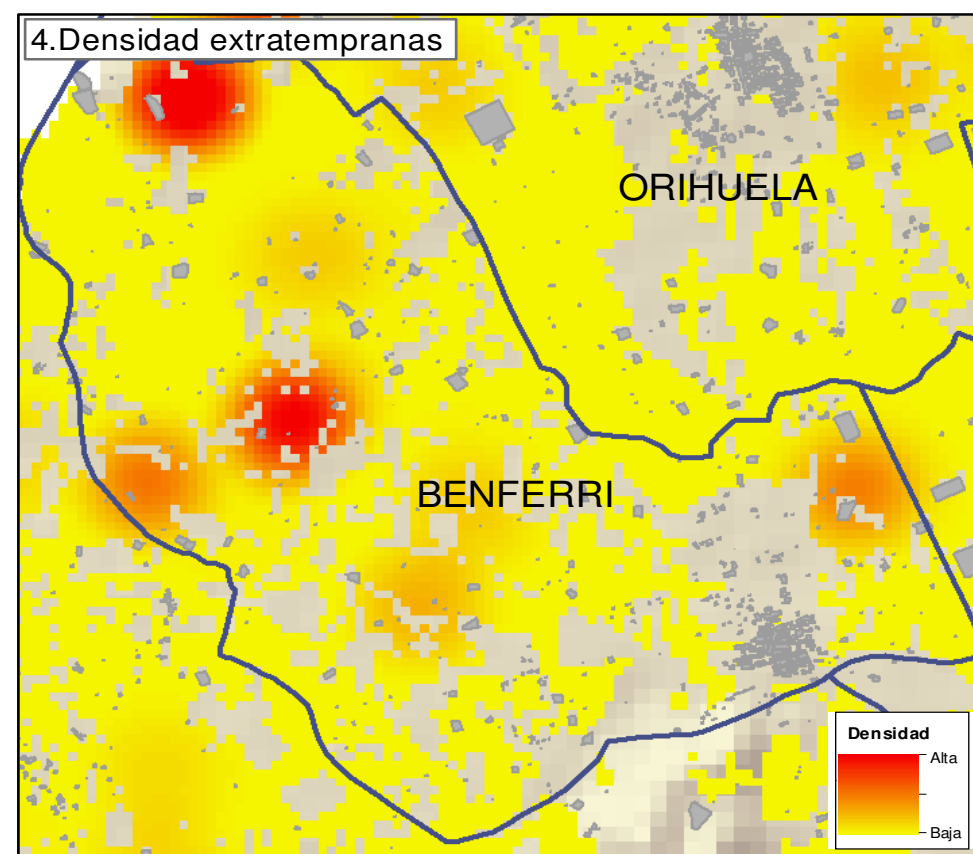 4.Densidad extratempranas
ORIHUELA
BENFERRI
Densidad
Alta
Baja